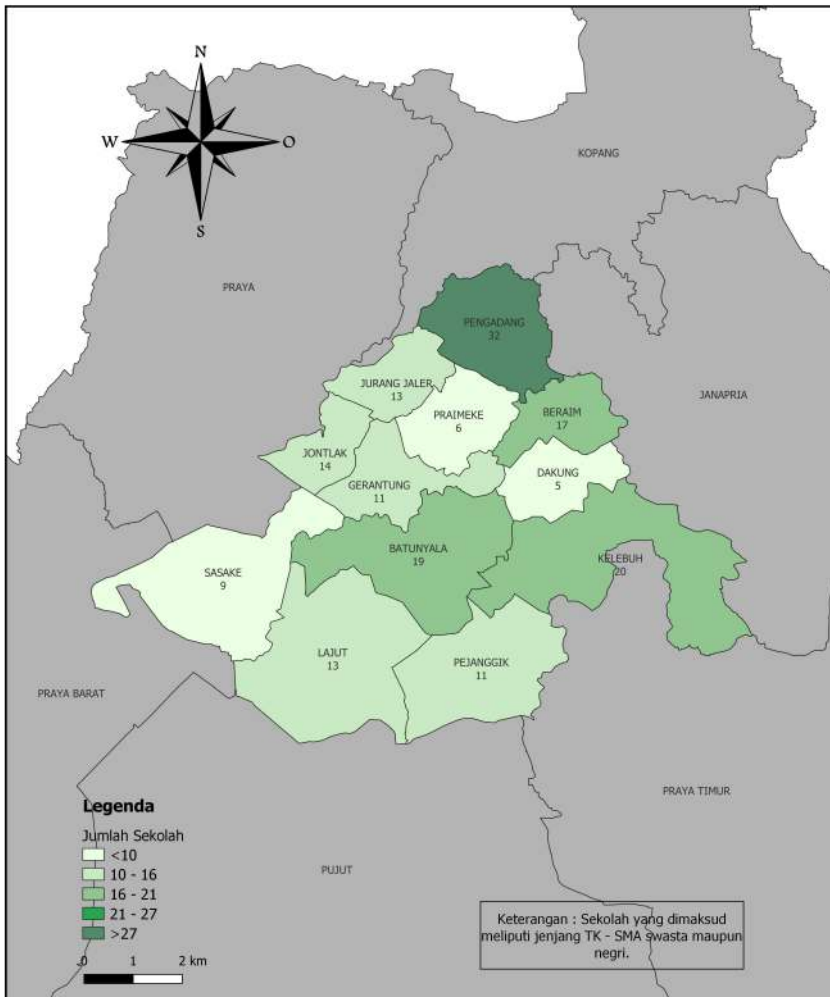 N
W
O
S
KOPANG
PRAYA
PENGADANG
32
JURANG JALER
13
JANAPRIA
PRAIMEKE
6
BERAIM
17
JONTLAK
14
GERANTUNG
11
DAKUNG
5
BATUNYALA
19
KELEBUH
20
SASAKE
9
LAJUT
13
PEJANGGIK
11
PRAYA BARAT
PRAYA TIMUR
PUJUT
Legenda
Jumlah Sekolah
<10
10 - 16
16 - 21
21 - 27
>27
0 1 2 km
Keterangan : Sekolah yang dimaksud
meliputi jenjang TK - SMA swasta maupun
negri.